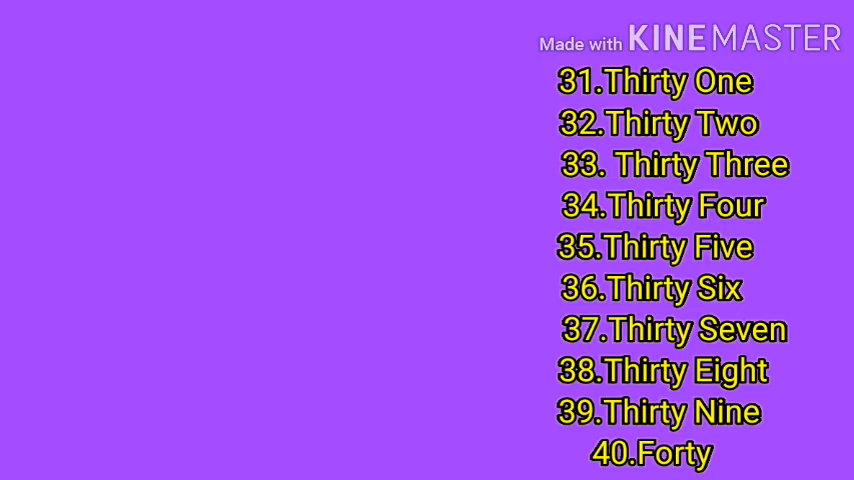 Made with KINEMASTER
31.Thirty One
32.Thirty Two
33. Thirty Three
34.Thirty Four
35.Thirty Five
36.Thirty Six
37.Thirty Seven
38.Thirty Eight
39.Thirty Nine
40.Forty